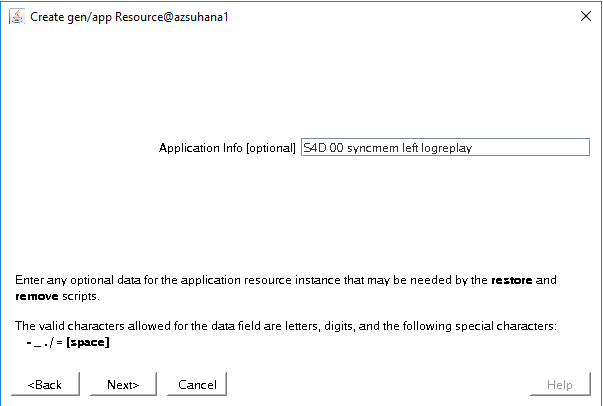 Create gen/app Resource@azsuhana1
Application Info [optional] S4D 00 syncmem left logreplay
Enter any optional data for the application resource instance that may be needed by the restore and
remove scripts.
The valid characters allowed for the data field are letters, digits, and the following special characters:
- _ . / = [space]
<Back Next> Cancel Help